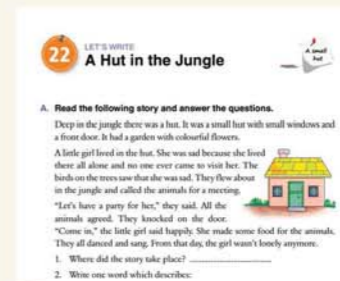 22
LET'S WRITE
A Hut in the Jungle
A small
hut
A. Read the following story and answer the questions.
Deep in the jungle there was a hut. It was a small hut with small windows and
a front door. It had a garden with colourful flowers.
A little girl lived in the hut. She was sad because she lived
there all alone and no one ever came to visit her. The
birds on the trees saw that she was sad. They flew about
in the jungle and called the animals for a meeting.
"Let's have a party for her," they said. All the
animals agreed. They knocked on the door.
"Come in," the little girl said happily. She made some food for the animals.
They all danced and sang. From that day, the girl wasn't lonely anymore.
1. Where did the story take place?
2. Write one word which describes: